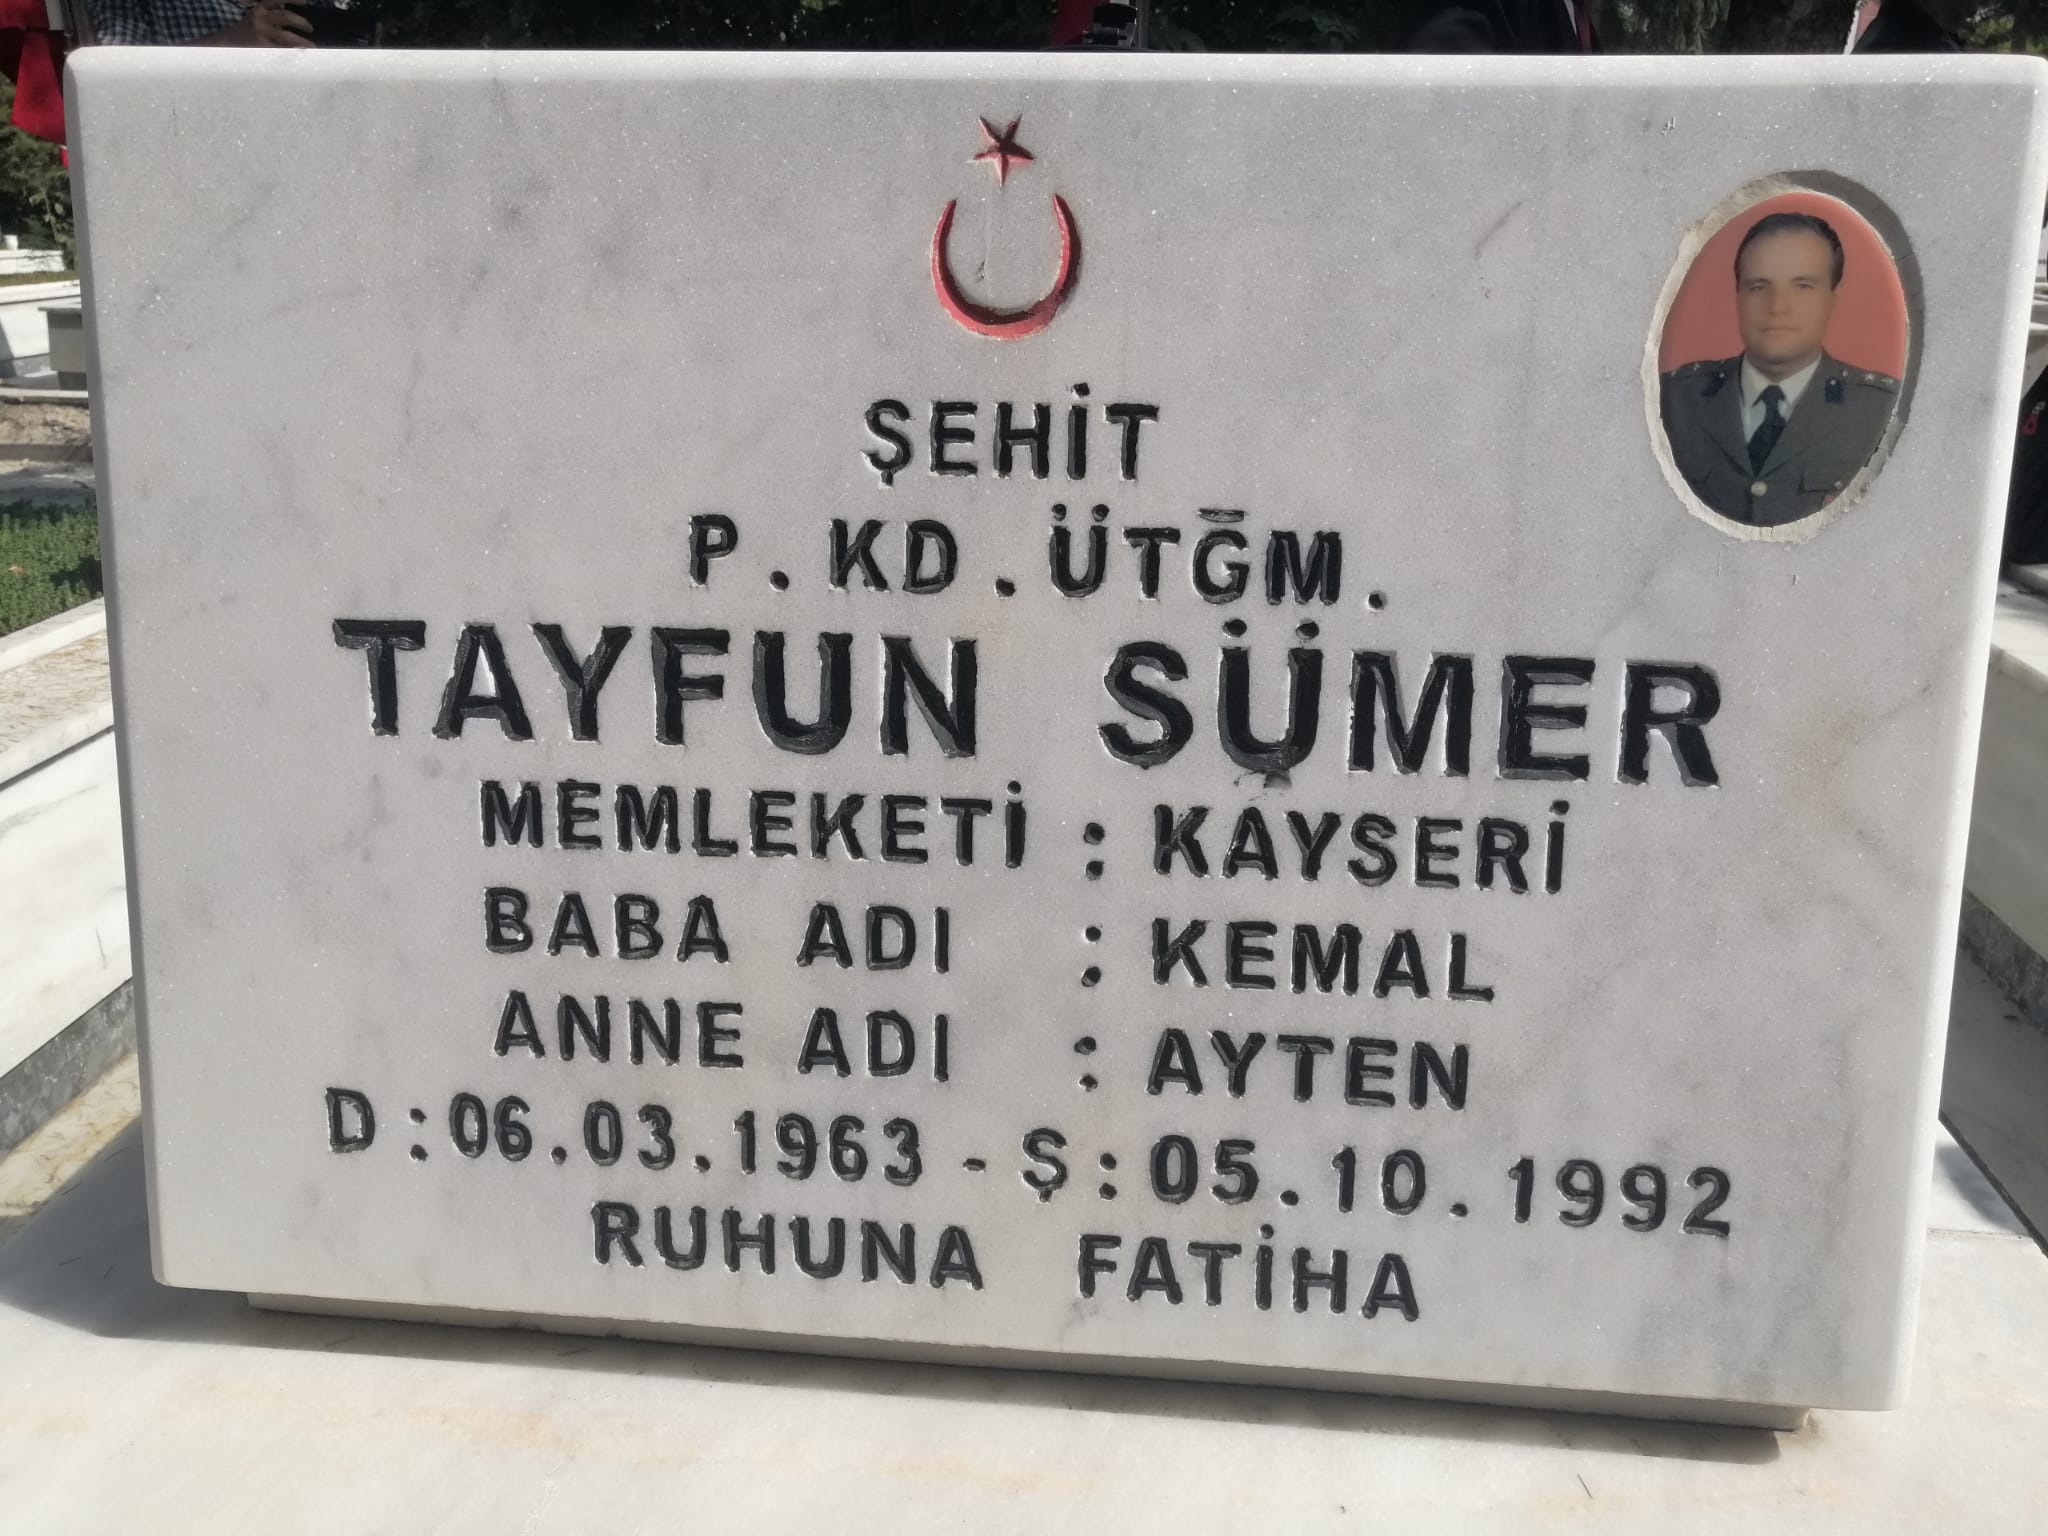 ŞEHİT
P. KD. ÜTĞM.
TAYFUN SÜMER
MEMLEKETİ : KAYSERİ
BABA ADI : KEMAL
ANNE ADI : AYTEN
D:06.03.1963 - Ş:05.10.1992
RUHUNA FATİHA